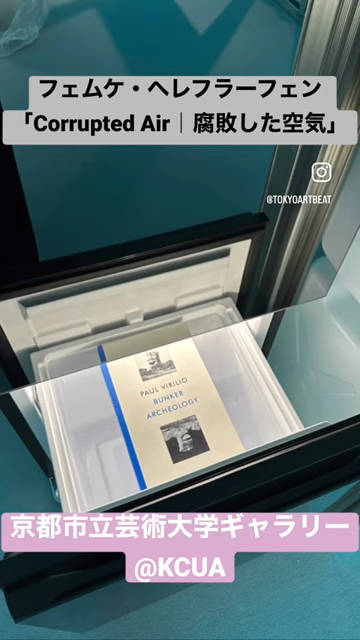 フェムケ・ヘレフラーフェン
「Corrupted Air｜腐敗した空気」
@TOKYOARTBEAT
PAUL VIRILIO
BUNKER
ARCHEOLOGY
京都市立芸術大学ギャラリー
@KCUA